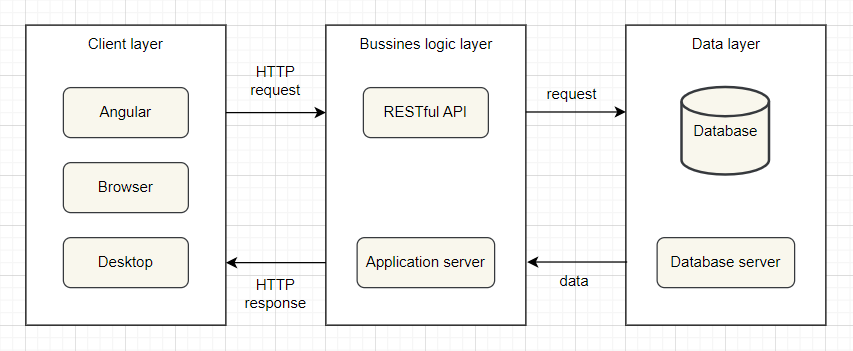 Client layer
Angular
Browser
Desktop
HTTP
request
HTTP
response
Bussines logic layer
RESTful API
Application server
request
data
Data layer
Database
Database server